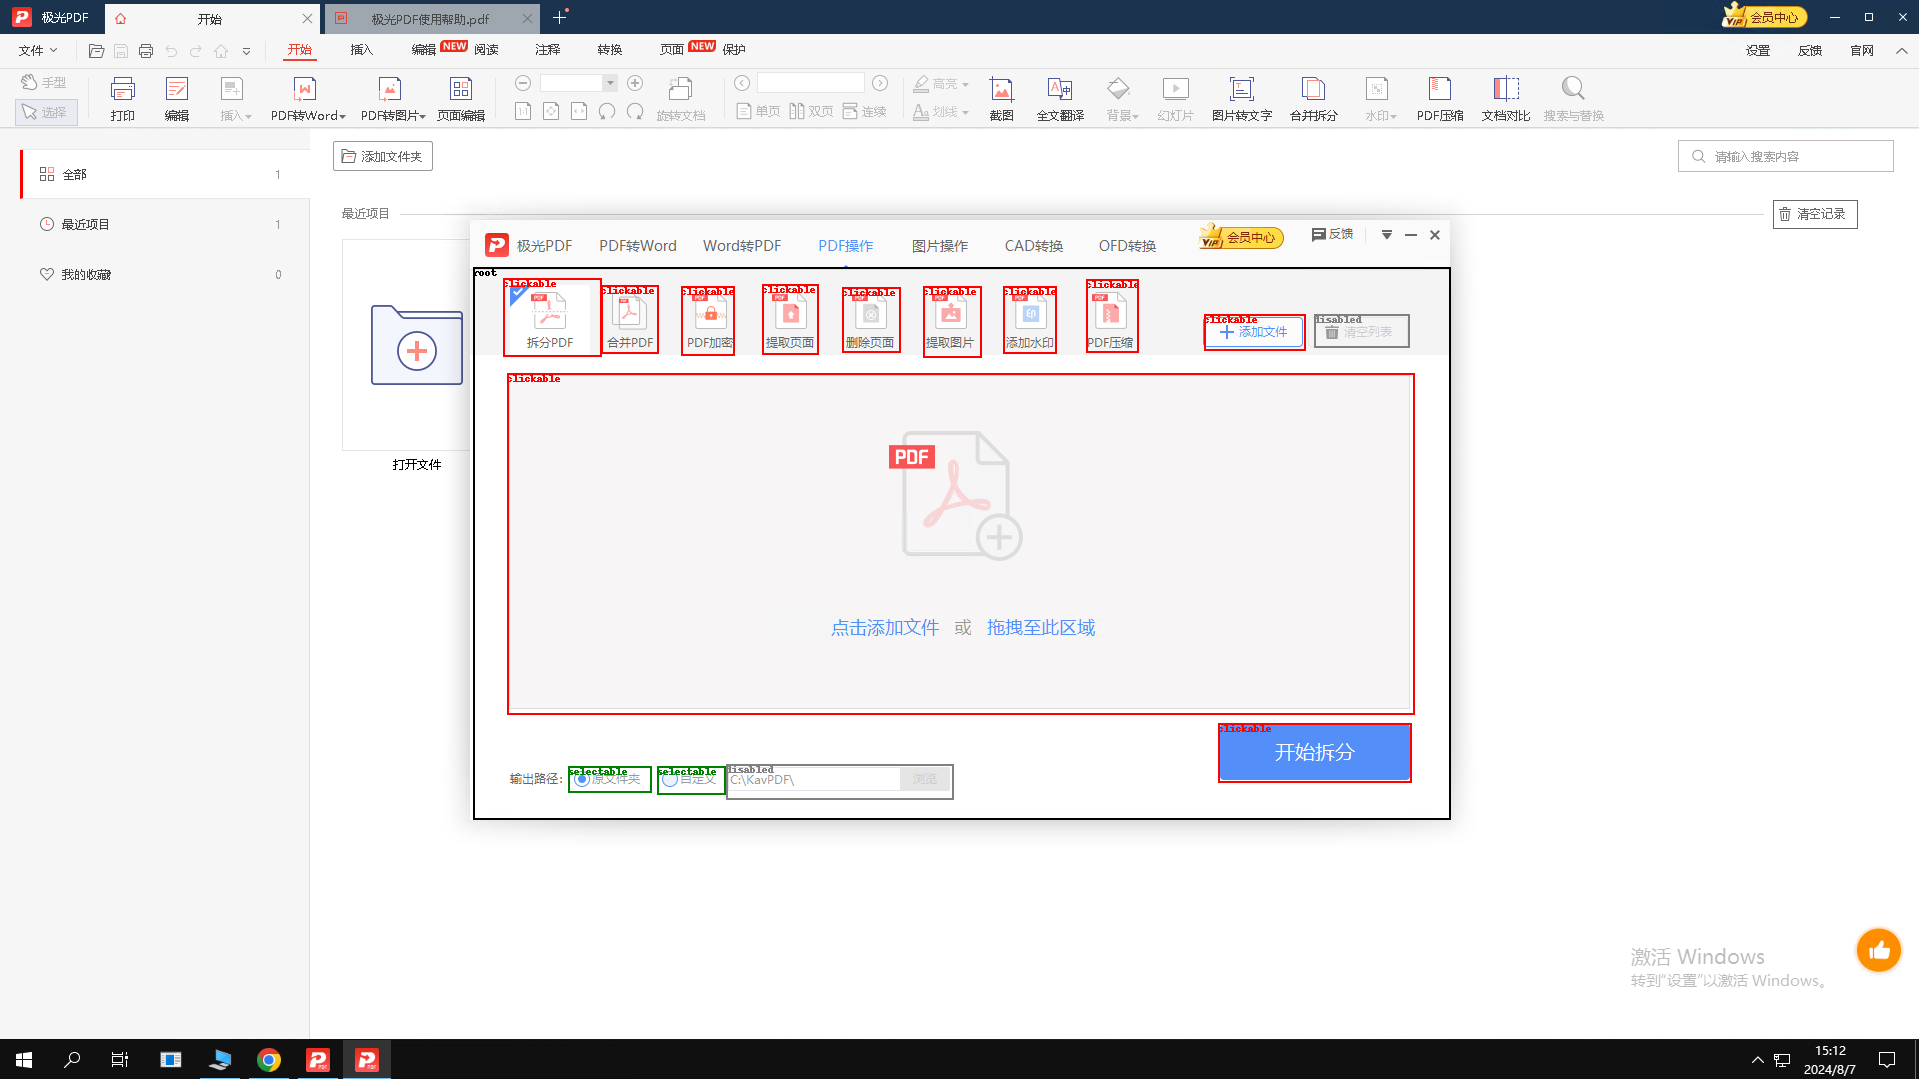 极光PDF 开始 极光PDF使用帮助.pdf VIP 会员中心
文件 开始 插入 编辑 NEW 阅读 注释 转换 页面 NEW 保护 设置 反馈 官网
手型 选择 打印 编辑 插入 PDF转Word PDF转图片 页面编辑 旋转文档 单页 双页 连续 高亮 划线 截图 全文翻译 背景 幻灯片 图片转文字 合并拆分 水印 PDF压缩 文档对比 搜索与替换
全部 1
最近项目 1
我的收藏 0
添加文件夹
请输入搜索内容
最近项目
清空记录
打开文件
极光PDF PDF转Word Word转PDF PDF操作 图片操作 CAD转换 OFD转换 VIP 会员中心 反馈
root
clickable clickable clickable clickable clickable clickable clickable clickable
拆分PDF 合并PDF PDF加密 提取页面 删除页面 提取图片 添加水印 PDF压缩
clickable disabled
添加文件 清空列表
clickable
PDF
点击添加文件 或 拖拽至此区域
clickable
开始拆分
selectable selectable disabled
输出路径: 原文件夹 自定义 C:\KavPDF\ 浏览
激活 Windows
转到"设置"以激活 Windows。
15:12
2024/8/7